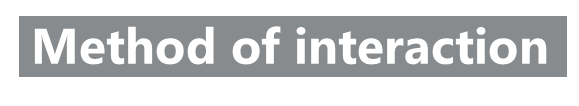 Method of interaction